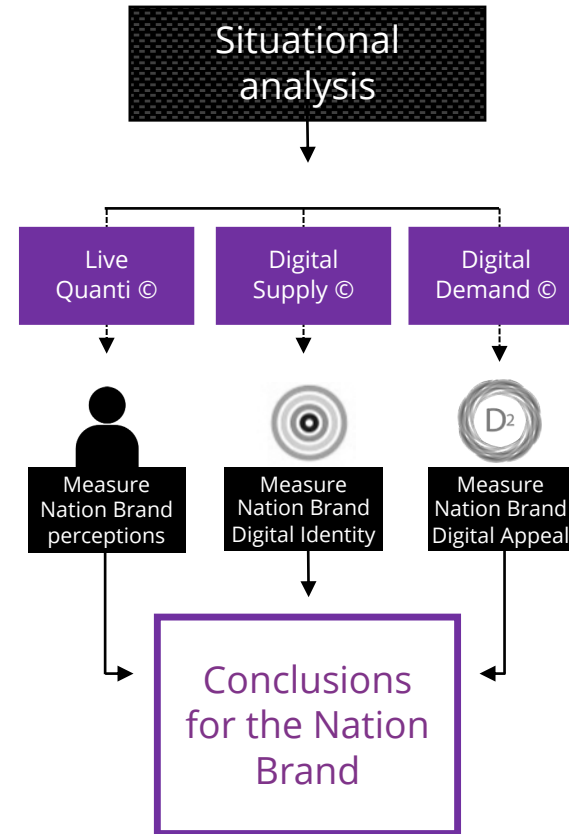 Situational
analysis
Live
Quanti ©
Digital
Supply ©
Digital
Demand ©
D2
Measure
Nation Brand
perceptions
Measure
Nation Brand
Digital Identity
Measure
Nation Brand
Digital Appeal
Conclusions
for the Nation
Brand